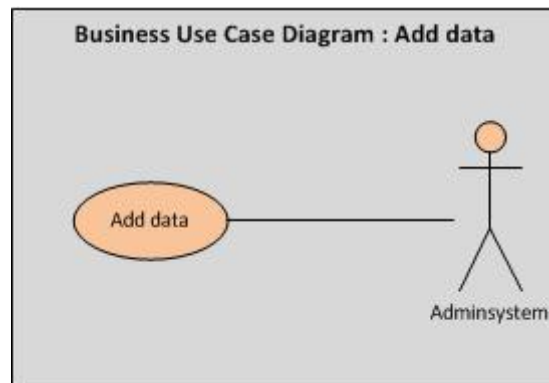 Business Use Case Diagram : Add data
Add data
Adminsystem